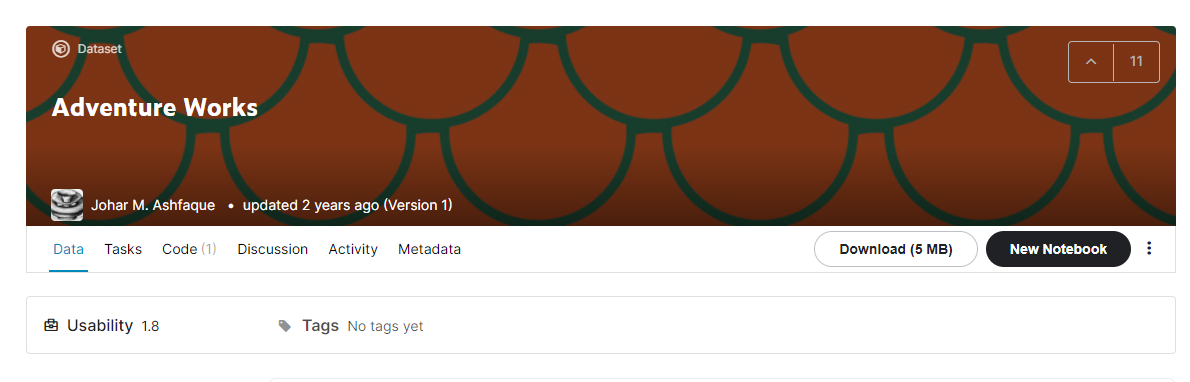 Dataset
11
Adventure Works
Johar M. Ashfaque • updated 2 years ago (Version 1)
Data Tasks Code (1) Discussion Activity Metadata Download (5 MB) New Notebook
Usability 1.8 Tags No tags yet